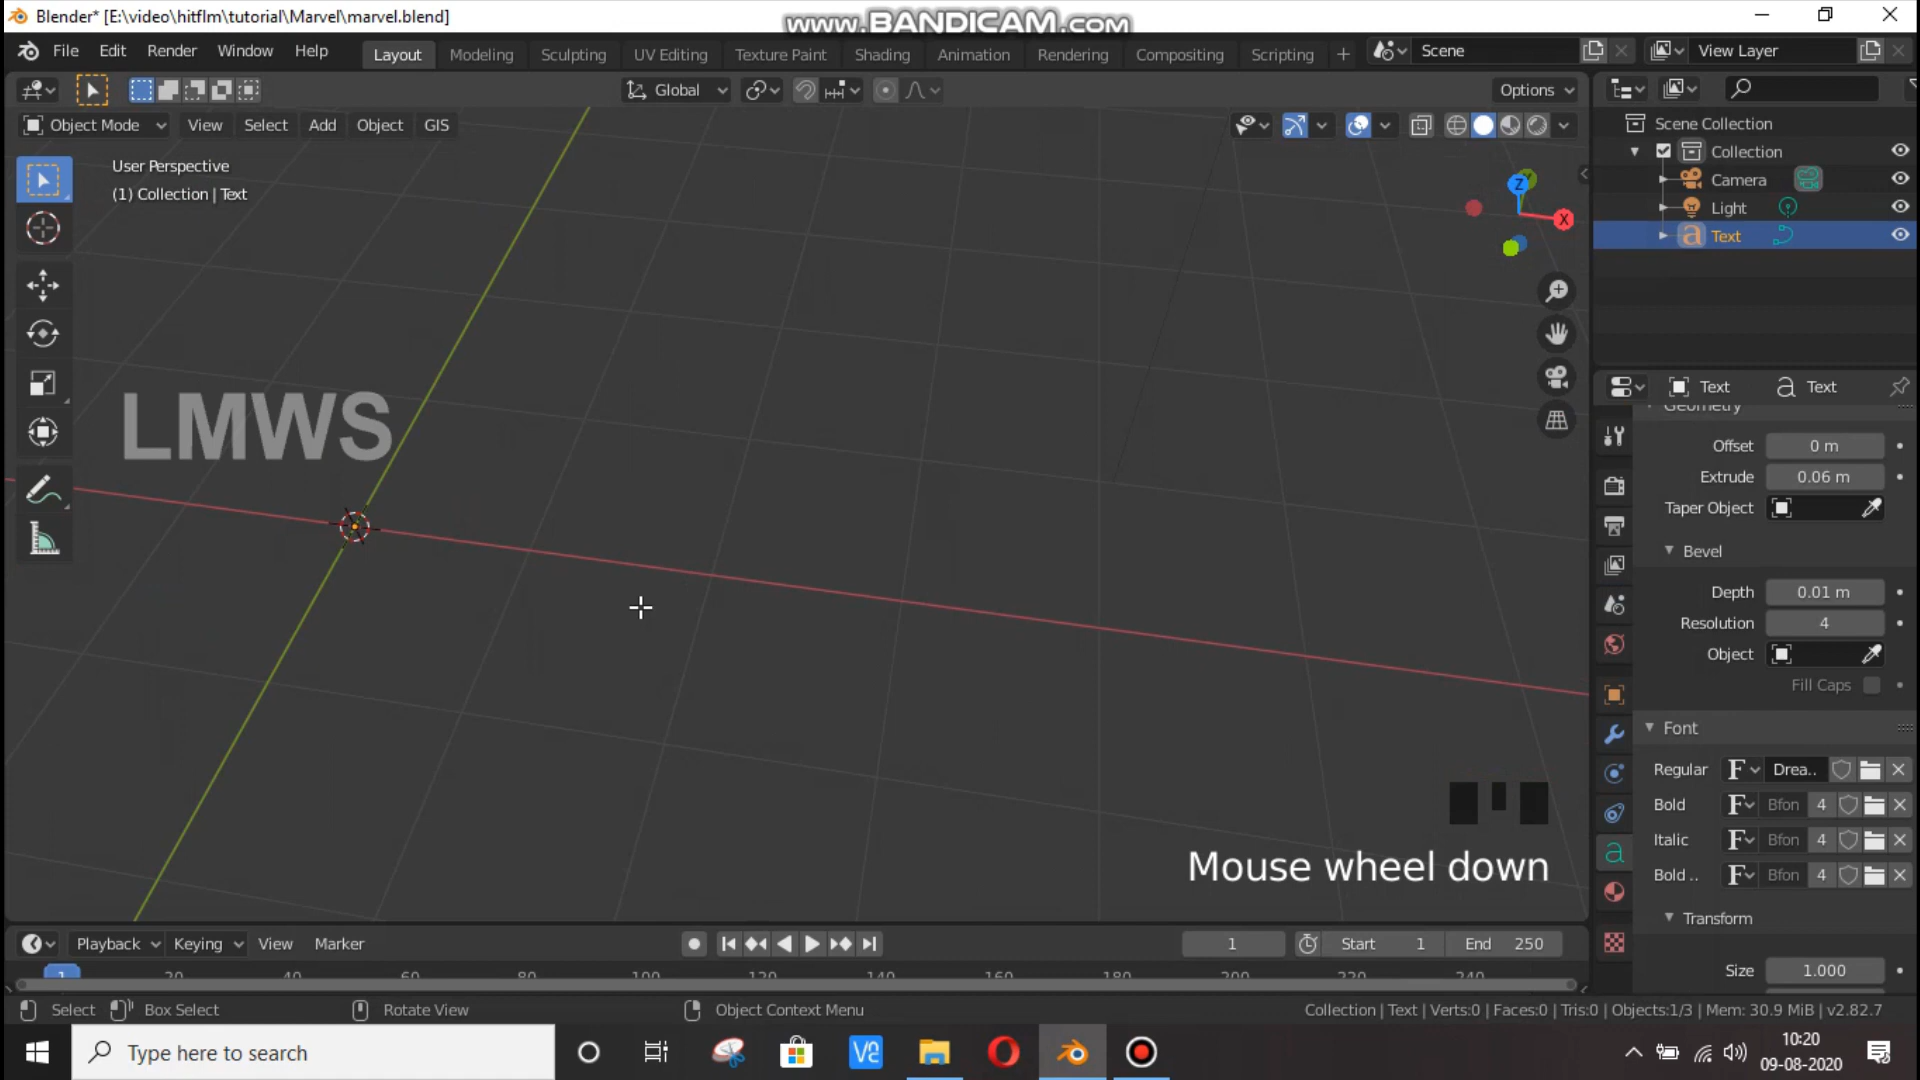 Blender* [E:\video\hitflm\tutorial\Marvel\marvel.blend]
www.BANDICAM.com
File Edit Render Window Help
Layout Modeling Sculpting UV Editing Texture Paint Shading Animation Rendering Compositing Scripting +
Scene
View Layer
Global
Options
Object Mode View Select Add Object GIS
User Perspective
(1) Collection | Text
Z
X
Scene Collection
Collection
Camera
Light
Text
Text Text
Geometry
Offset 0 m
Extrude 0.06 m
Taper Object
Bevel
Depth 0.01 m
Resolution 4
Object
Fill Caps
Font
Regular F Drea..
Bold F Bfon 4
Italic F Bfon 4
Bold .. F Bfon 4
Transform
Size 1.000
LMWS
Mouse wheel down
Playback Keying View Marker
1 Start 1 End 250
1 20 40 60 80 100 120 140 160 180 200 220 240
Select Box Select Rotate View Object Context Menu
Collection | Text | Verts:0 | Faces:0 | Tris:0 | Objects:1/3 | Mem: 30.9 MiB | v2.82.7
Type here to search
10:20
09-08-2020